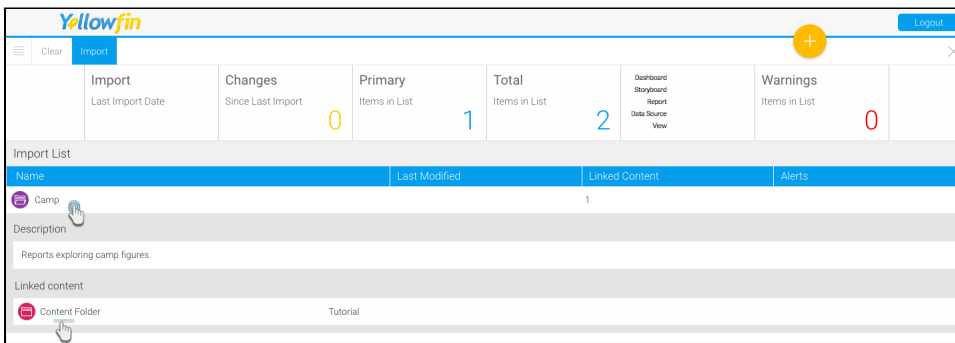 Yellowfin
Logout
Clear Import
Import Changes Primary Total Dashboard Warnings
Storyboard
Last Import Date Since Last Import Items in List Items in List Report Items in List
Data Source
0 1 2 View 0
Import List
Name Last Modified Linked Content Alerts
Camp 1
Description
Reports exploring camp figures.
Linked content
Content Folder Tutorial